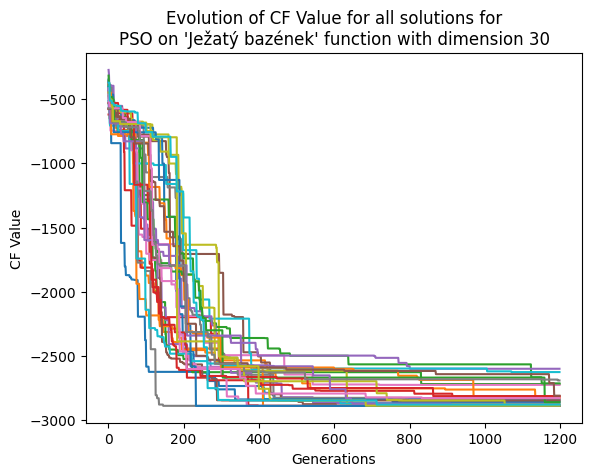 Evolution of CF Value for all solutions for
PSO on 'Ježatý bazének' function with dimension 30
CF Value
−500
−1000
−1500
−2000
−2500
−3000
0 200 400 600 800 1000 1200
Generations